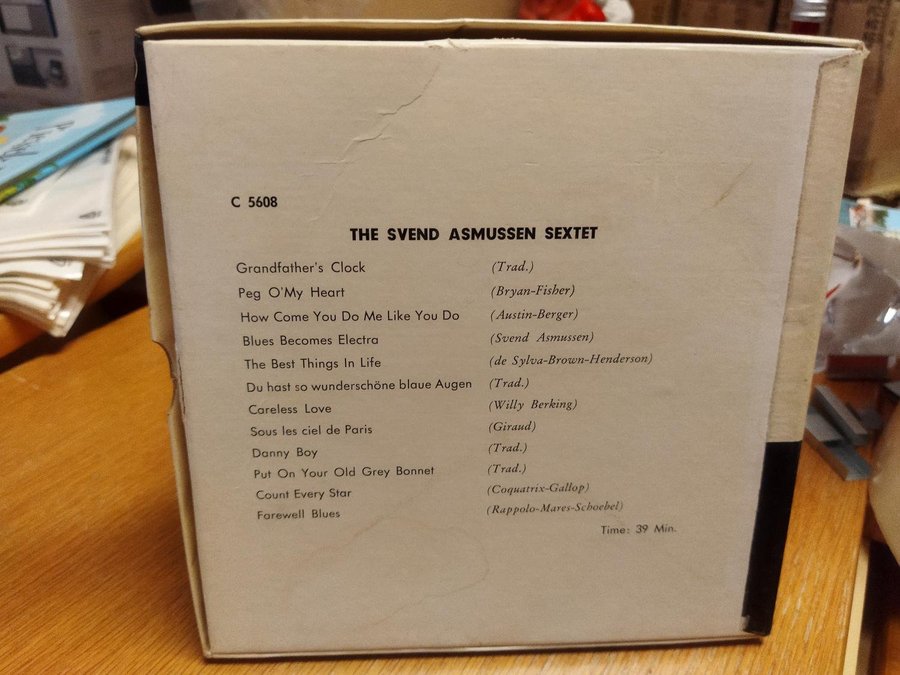 C 5608
THE SVEND ASMUSSEN SEXTET
Grandfather's Clock (Trad.)
Peg O'My Heart (Bryan-Fisher)
How Come You Do Me Like You Do (Austin-Berger)
Blues Becomes Electra (Svend Asmussen)
The Best Things In Life (de Sylva-Brown-Henderson)
Du hast so wunderschöne blaue Augen (Trad.)
Careless Love (Willy Berking)
Sous les ciel de Paris (Giraud)
Danny Boy (Trad.)
Put On Your Old Grey Bonnet (Trad.)
Count Every Star (Coquatrix-Gallop)
Farewell Blues (Rappolo-Mares-Schoebel)
Time: 39 Min.